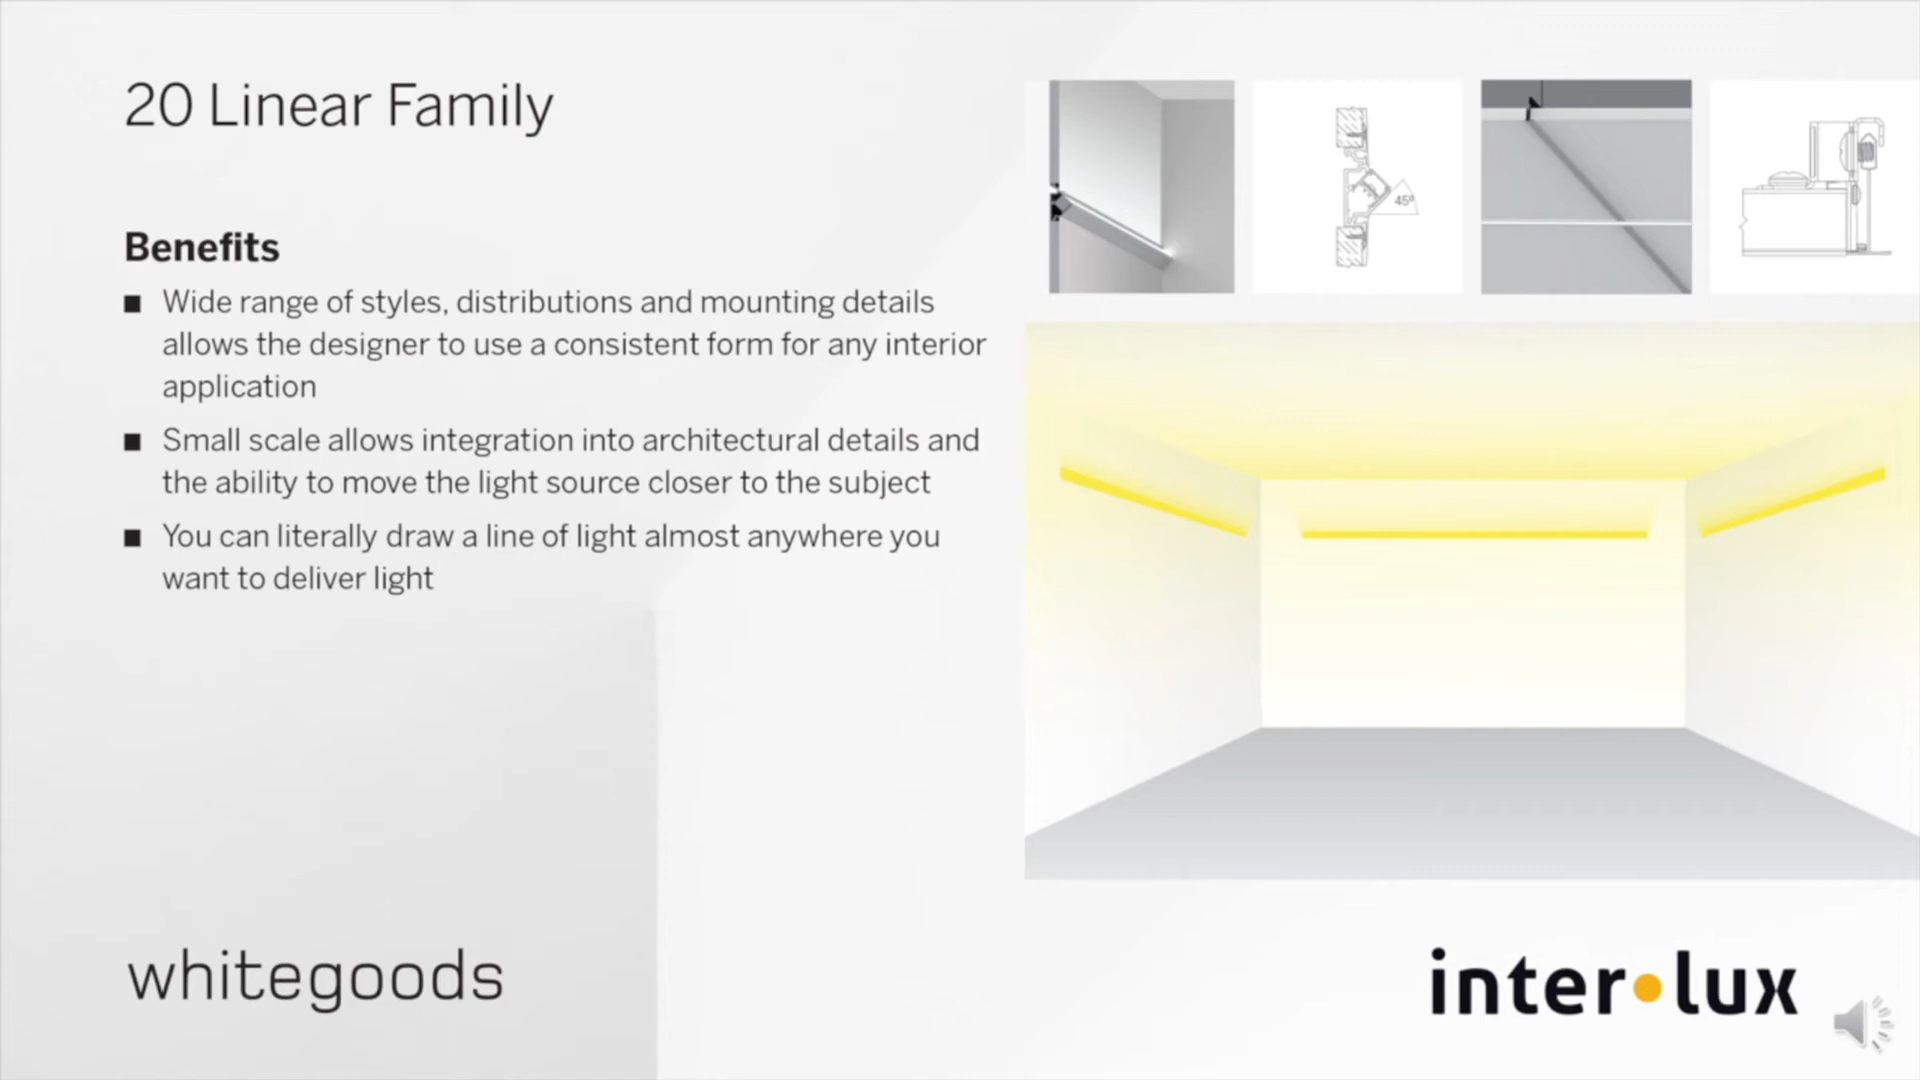 20 Linear Family
Benefits
■ Wide range of styles, distributions and mounting details
allows the designer to use a consistent form for any interior
application
■ Small scale allows integration into architectural details and
the ability to move the light source closer to the subject
■ You can literally draw a line of light almost anywhere you
want to deliver light
45º
whitegoods
inter•lux